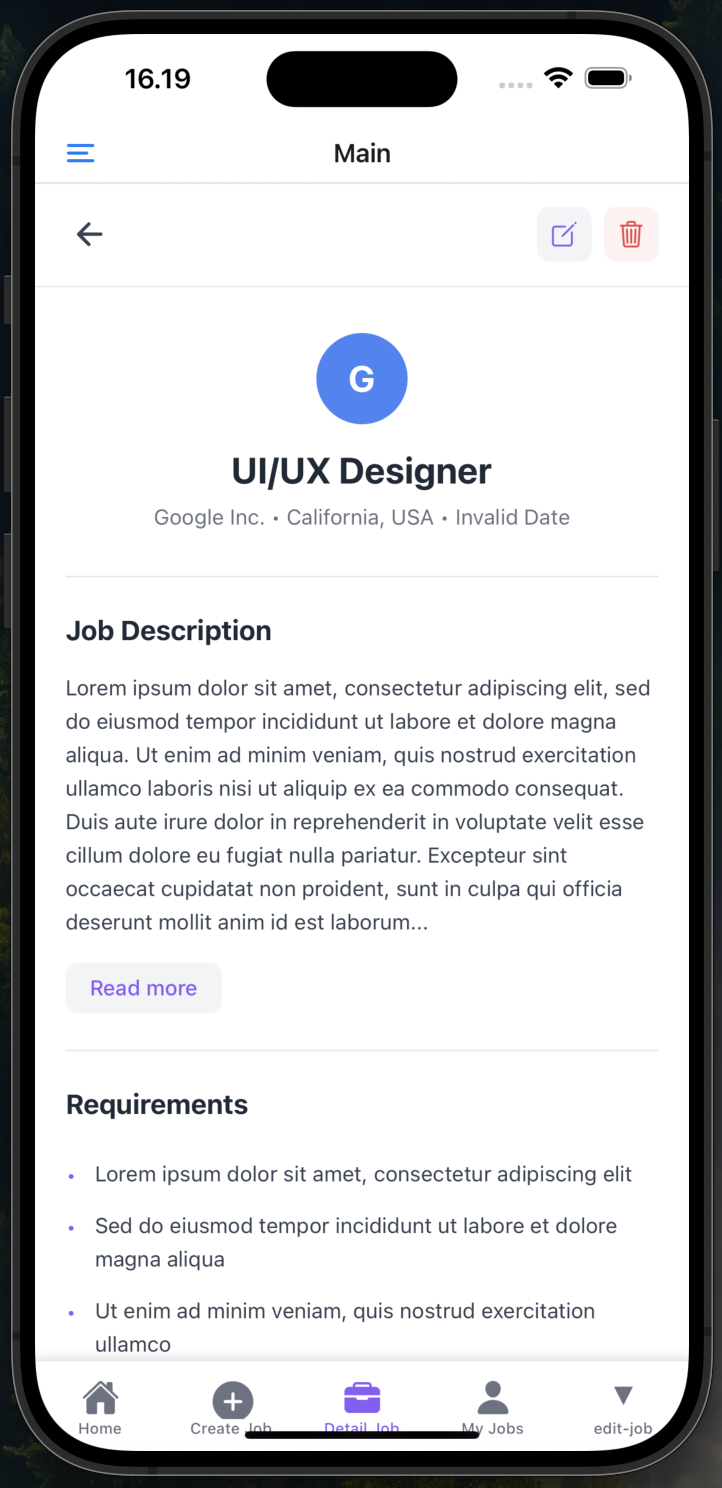 16.19
Main
G
UI/UX Designer
Google Inc. • California, USA • Invalid Date
Job Description
Lorem ipsum dolor sit amet, consectetur adipiscing elit, sed
do eiusmod tempor incididunt ut labore et dolore magna
aliqua. Ut enim ad minim veniam, quis nostrud exercitation
ullamco laboris nisi ut aliquip ex ea commodo consequat.
Duis aute irure dolor in reprehenderit in voluptate velit esse
cillum dolore eu fugiat nulla pariatur. Excepteur sint
occaecat cupidatat non proident, sunt in culpa qui officia
deserunt mollit anim id est laborum...
Read more
Requirements
• Lorem ipsum dolor sit amet, consectetur adipiscing elit
• Sed do eiusmod tempor incididunt ut labore et dolore
magna aliqua
• Ut enim ad minim veniam, quis nostrud exercitation
ullamco
Home
Create Job
Detail Job
My Jobs
edit-job